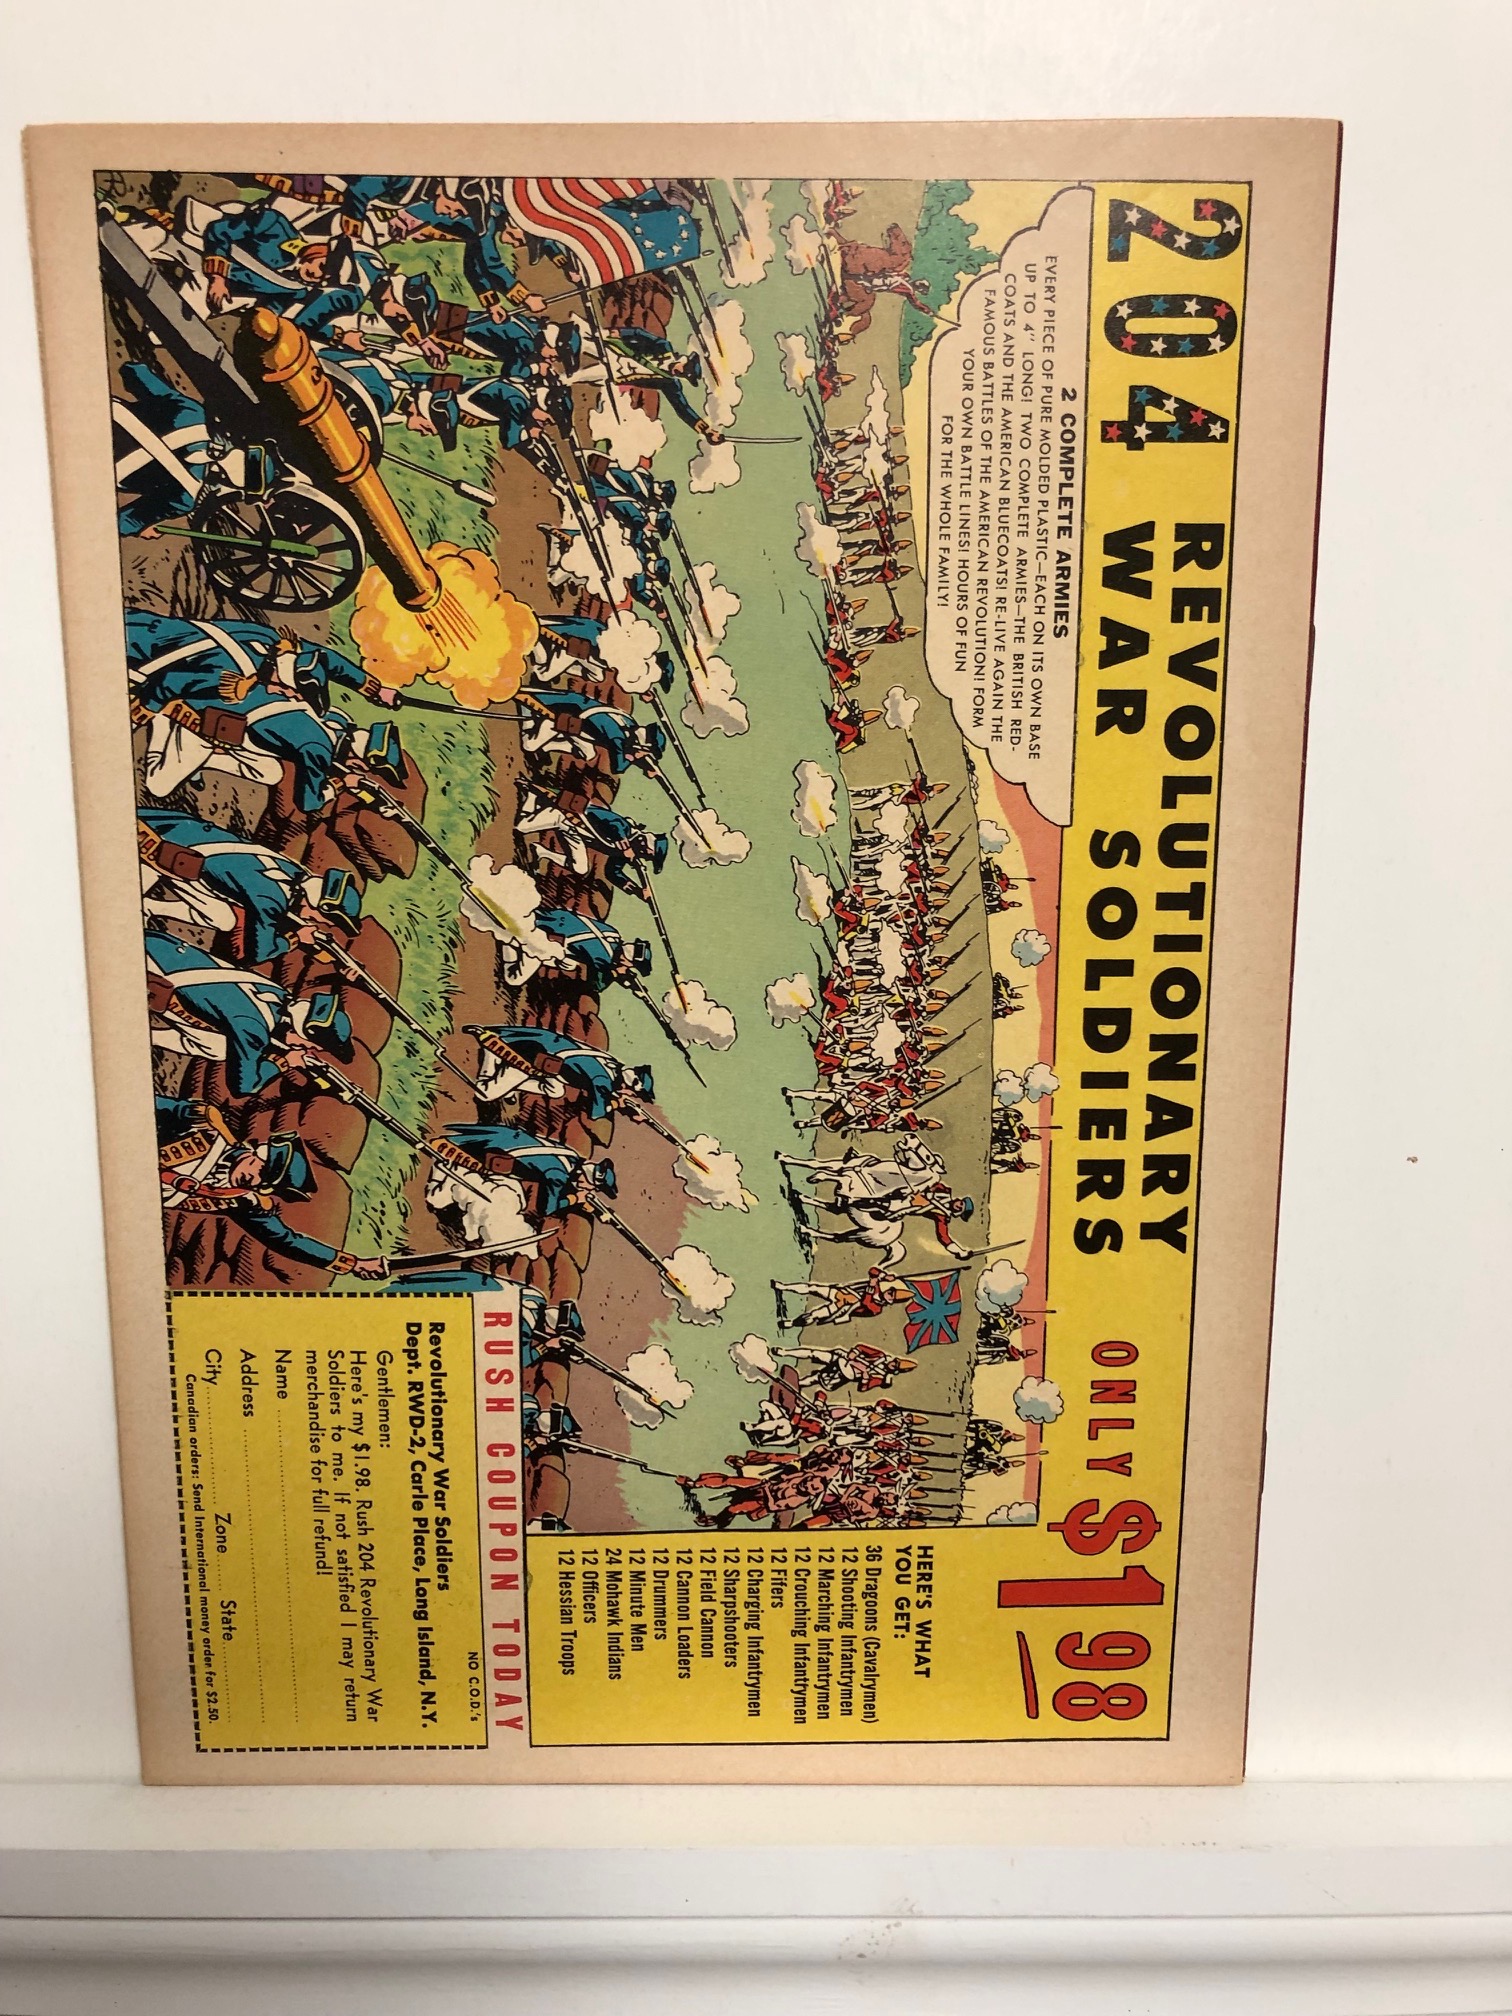 204 REVOLUTIONARY
WAR SOLDIERS ONLY $198
2 COMPLETE ARMIES
EVERY PIECE OF PURE MOLDED PLASTIC—EACH ON ITS OWN BASE
UP TO 4" LONG! TWO COMPLETE ARMIES—THE BRITISH RED-
COATS AND THE AMERICAN BLUECOATS! RE-LIVE AGAIN THE
FAMOUS BATTLES OF THE AMERICAN REVOLUTION! FORM
YOUR OWN BATTLE LINES! HOURS OF FUN
FOR THE WHOLE FAMILY!
HERE'S WHAT
YOU GET:
36 Dragoons (Cavalrymen)
12 Shooting Infantrymen
12 Marching Infantrymen
12 Crouching Infantrymen
12 Fifers
12 Charging Infantrymen
12 Sharpshooters
12 Field Cannon
12 Cannon Loaders
12 Drummers
12 Minute Men
24 Mohawk Indians
12 Officers
12 Hessian Troops
RUSH COUPON TODAY
NO C.O.D.'s
Revolutionary War Soldiers
Dept. RWD-2, Carle Place, Long Island, N.Y.
Gentlemen:
Here's my $1.98. Rush 204 Revolutionary War
Soldiers to me. If not satisfied I may return
merchandise for full refund!
Name
Address
City Zone State
Canadian orders: Send International money order for $2.50.